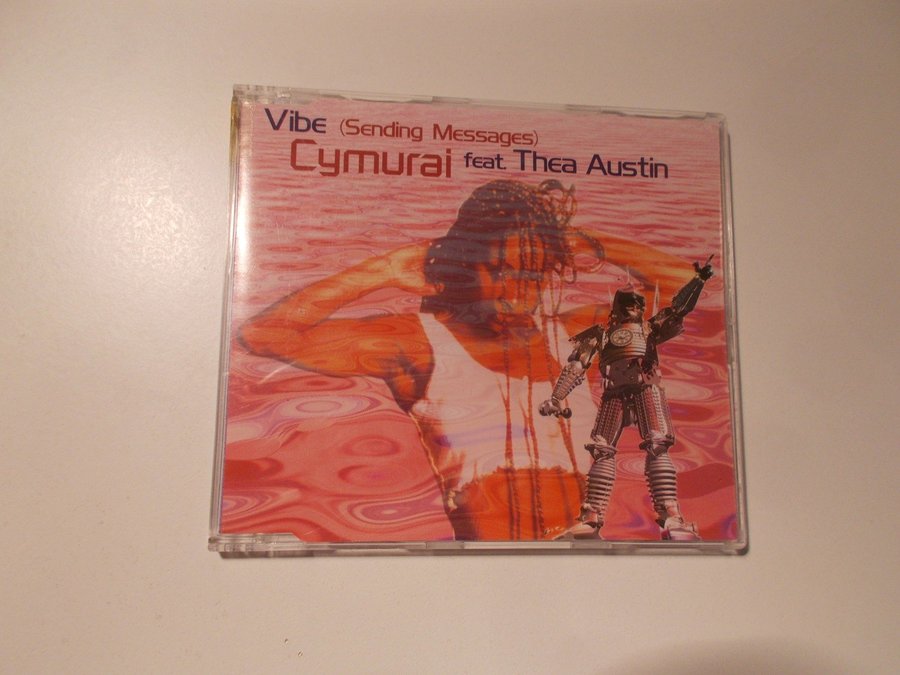 Vibe (Sending Messages)
Cymurai feat. Thea Austin